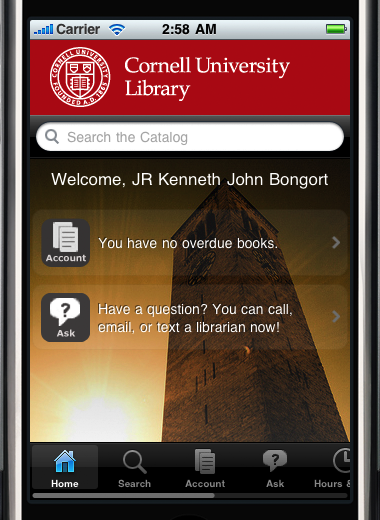 Carrier 2:58 AM
CORNELL UNIVERSITY
FOUNDED A.D. 1865
Cornell University
Library
Search the Catalog
Welcome, JR Kenneth John Bongort
Account
You have no overdue books.
Ask
Have a question? You can call,
email, or text a librarian now!
Home Search Account Ask Hours &